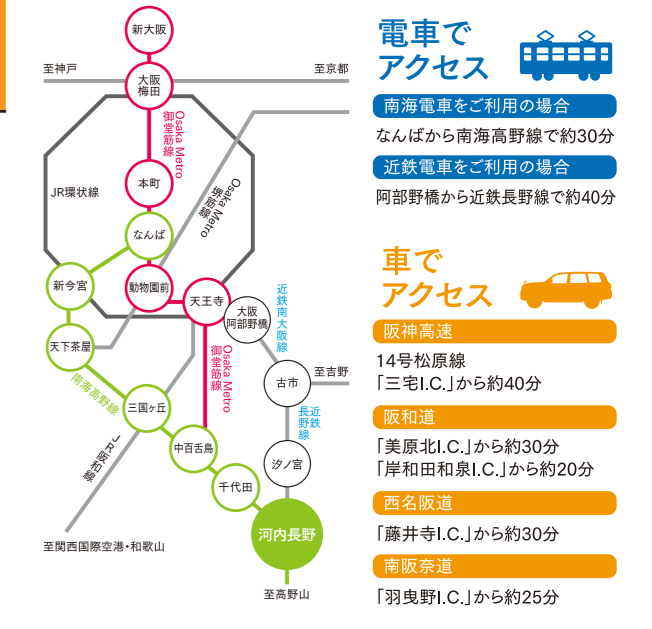 新大阪
至神戸
大阪
梅田
至京都
Osaka Metro
御堂筋線
JR環状線
本町
Osaka Metro
堺筋線
なんば
新今宮
動物園前
天王寺
大阪
阿部野橋
近鉄南大阪線
天下茶屋
Osaka Metro
御堂筋線
南海高野線
古市
至吉野
三国ヶ丘
近鉄
長野線
JR阪和線
中百舌鳥
汐ノ宮
千代田
河内長野
至関西国際空港・和歌山
至高野山
電車で
アクセス
南海電車をご利用の場合
なんばから南海高野線で約30分
近鉄電車をご利用の場合
阿部野橋から近鉄長野線で約40分
車で
アクセス
阪神高速
14号松原線
「三宅I.C.」から約40分
阪和道
「美原北I.C.」から約30分
「岸和田和泉I.C.」から約20分
西名阪道
「藤井寺I.C.」から約30分
南阪奈道
「羽曳野I.C.」から約25分